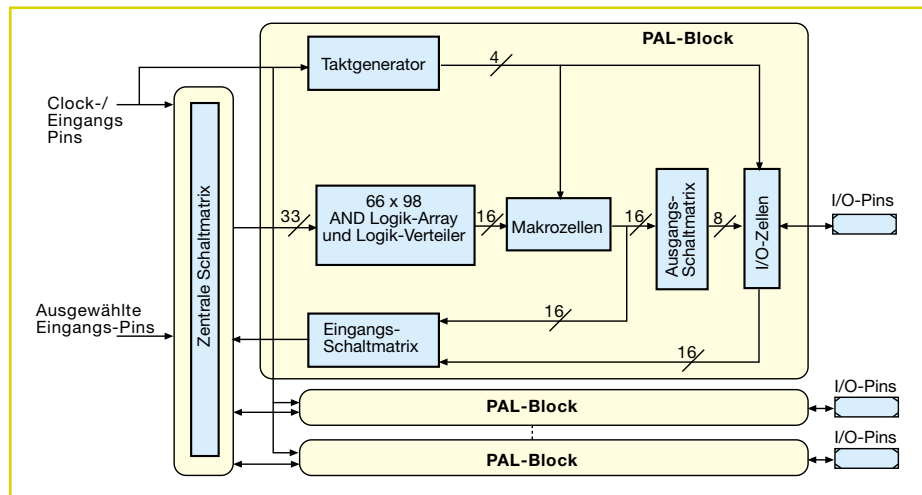 PAL-Block
Taktgenerator
4
Clock-/
Eingangs
Pins
Zentrale Schaltmatrix
33
66 x 98
AND Logik-Array
und Logik-Verteiler
16
Makrozellen
16
Ausgangs-
Schaltmatrix
8
I/O-Zellen
I/O-Pins
Ausgewählte
Eingangs-Pins
Eingangs-
Schaltmatrix
16
16
PAL-Block
I/O-Pins
PAL-Block
I/O-Pins